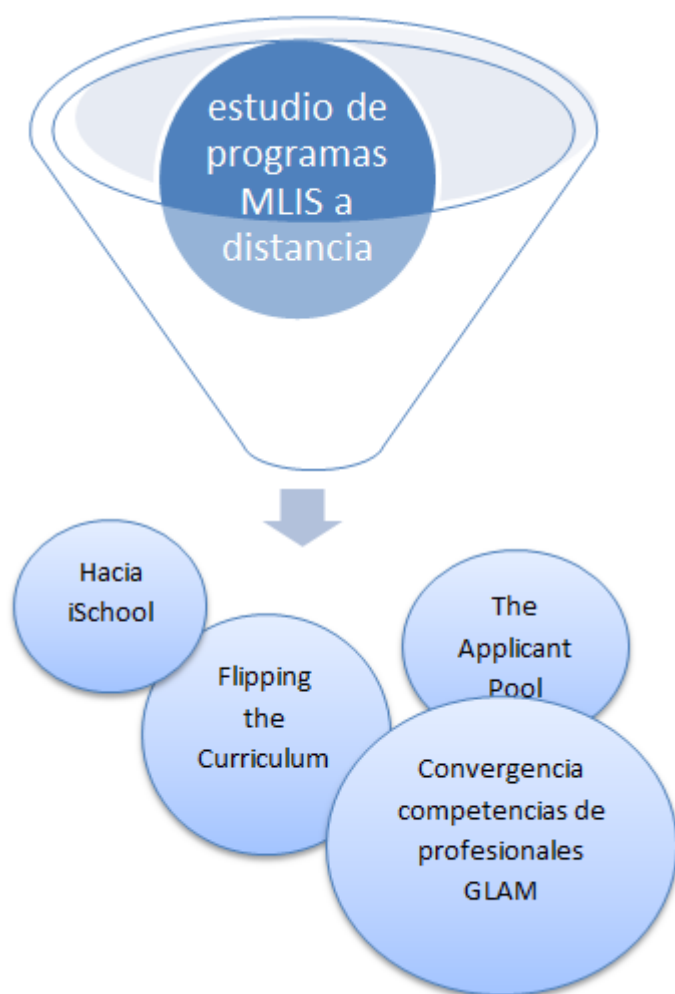 estudio de
programas
MLIS a
distancia
Hacia
iSchool
Flipping
the
Curriculum
The
Applicant
Pool
Convergencia
competencias de
profesionales
GLAM